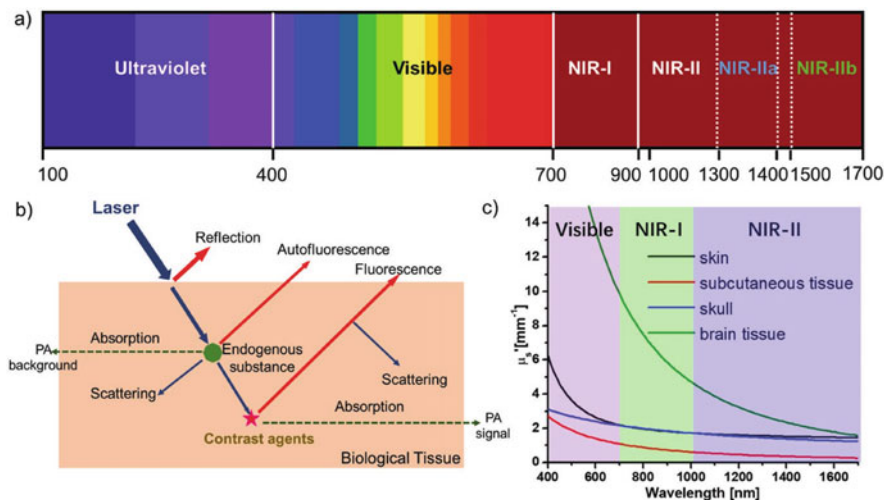 a)
Ultraviolet
Visible
NIR-I
NIR-II
NIR-IIa
NIR-IIb
100
400
700
900
1000
1300
1400
1500
1700
b)
Laser
Reflection
Autofluorescence
Fluorescence
Absorption
PA
background
Endogenous
substance
Scattering
Scattering
Absorption
PA
signal
Contrast agents
Biological Tissue
c)
Visible
NIR-I
NIR-II
skin
subcutaneous tissue
skull
brain tissue
μs'[mm⁻¹]
14
12
10
8
6
4
2
0
400 600 800 1000 1200 1400 1600
Wavelength [nm]